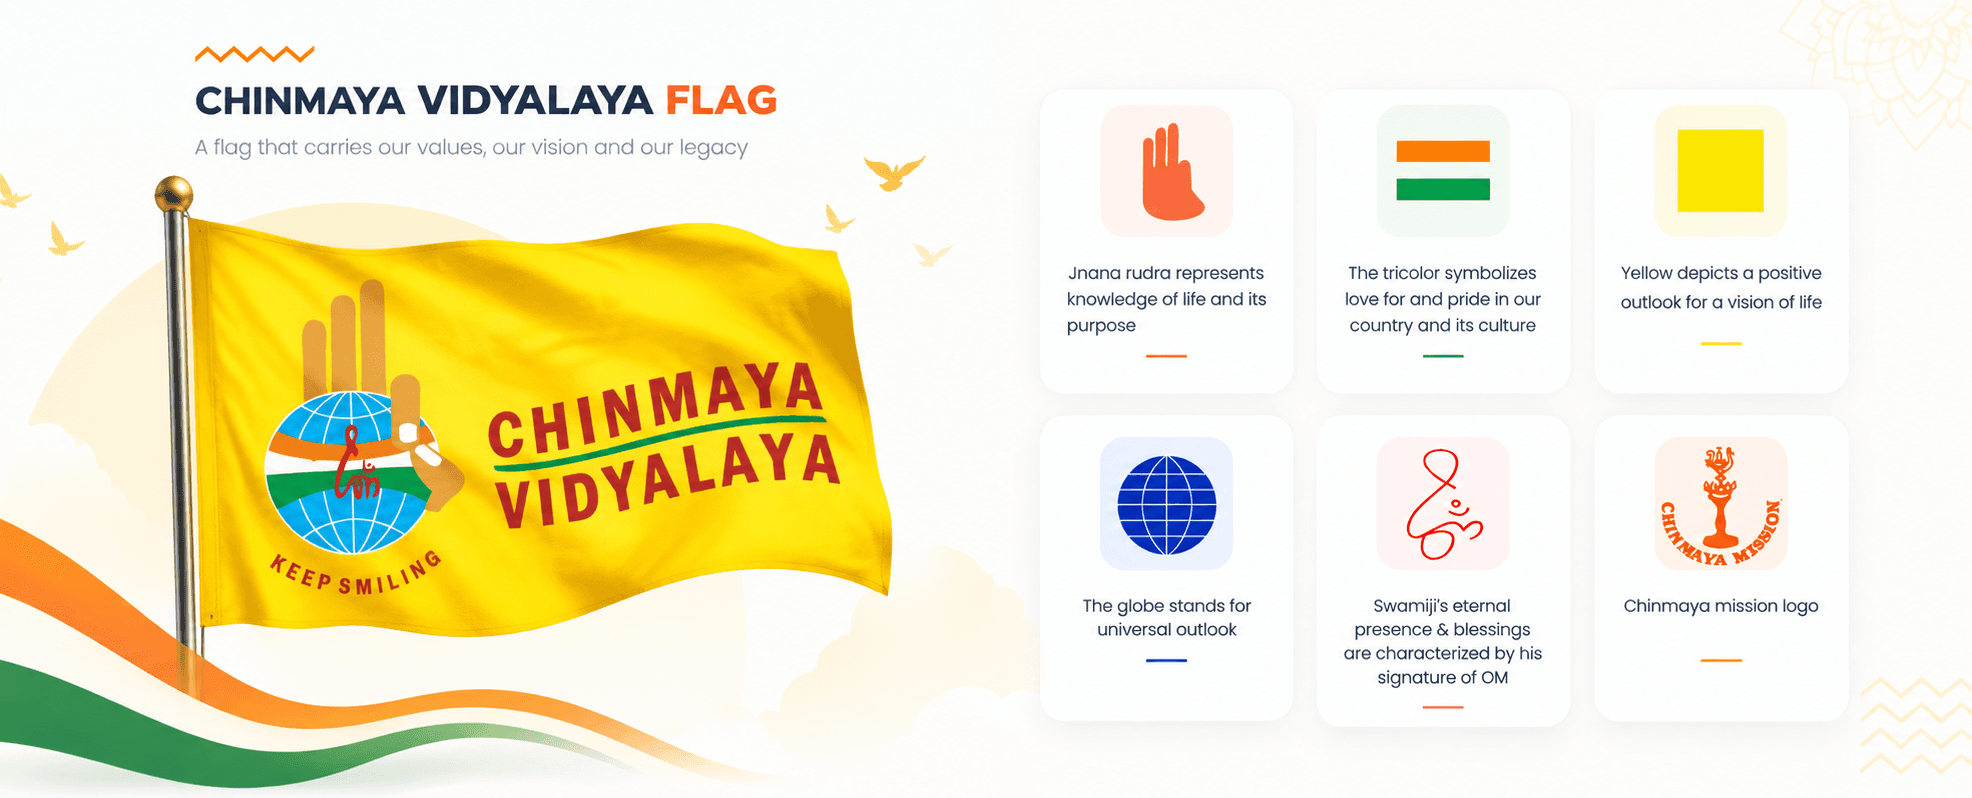 CHINMAYA VIDYALAYA FLAG
A flag that carries our values, our vision and our legacy
CHINMAYA
VIDYALAYA
KEEP SMILING
Jnana rudra represents
knowledge of life and its
purpose
The tricolor symbolizes
love for and pride in our
country and its culture
Yellow depicts a positive
outlook for a vision of life
The globe stands for
universal outlook
Swamiji's eternal
presence & blessings
are characterized by his
signature of OM
CHINMAYA MISSION
Chinmaya mission logo